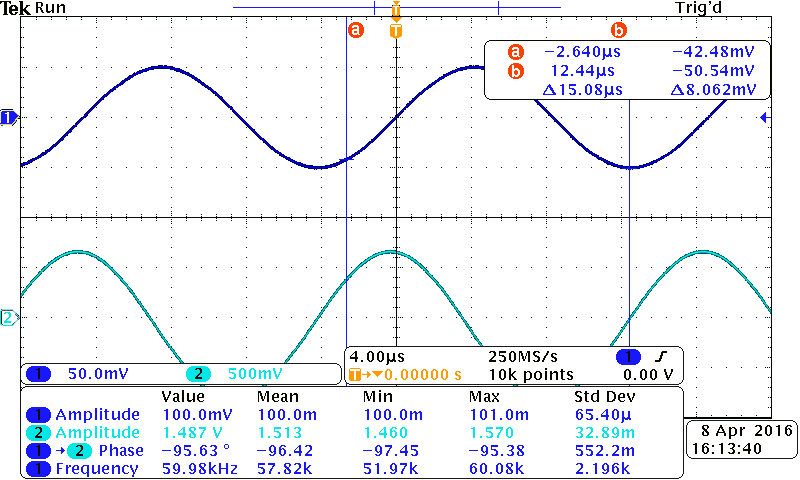 Tek Run Trig'd
a b
T
a −2.640μs −42.48mV
b 12.44μs −50.54mV
Δ15.08μs Δ8.062mV
1
2
1 50.0mV 2 500mV
4.00μs 250MS/s 1
T→▼0.00000 s 10k points 0.00 V
Value Mean Min Max Std Dev
1 Amplitude 100.0mV 100.0m 100.0m 101.0m 65.40μ
2 Amplitude 1.487 V 1.513 1.460 1.570 32.89m
1 → 2 Phase −95.63 ° −96.42 −97.45 −95.38 552.2m
1 Frequency 59.98kHz 57.82k 51.97k 60.08k 2.196k
8 Apr 2016
16:13:40